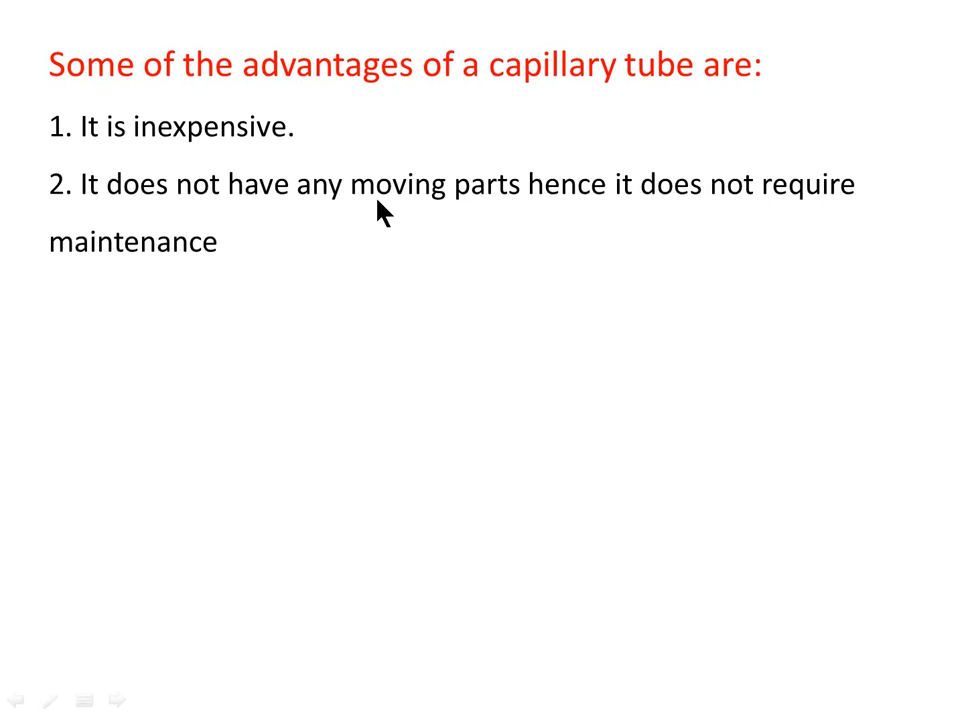 Some of the advantages of a capillary tube are:
1. It is inexpensive.
2. It does not have any moving parts hence it does not require
maintenance